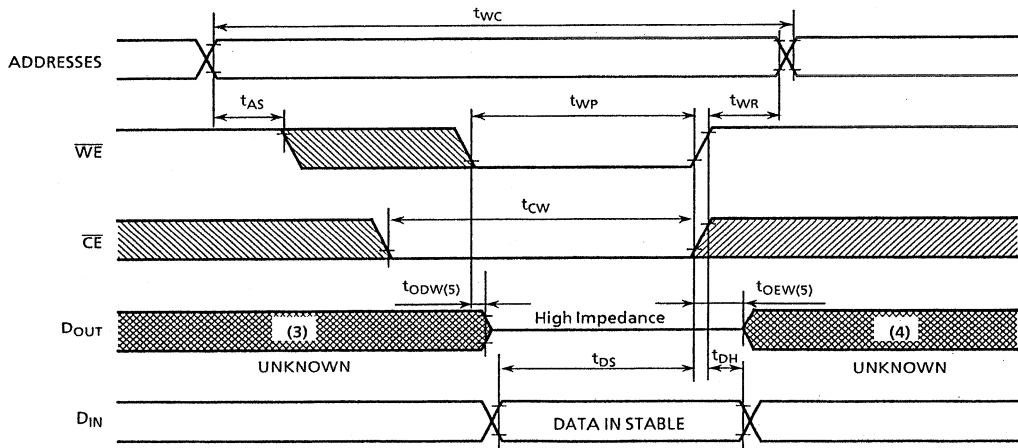 tWC
ADDRESSES
tAS
tWP
tWR
WE
tCW
CE
tODW(5)
tOEW(5)
DOUT
(3)
High Impedance
(4)
UNKNOWN
tDS
tDH
UNKNOWN
DIN
DATA IN STABLE